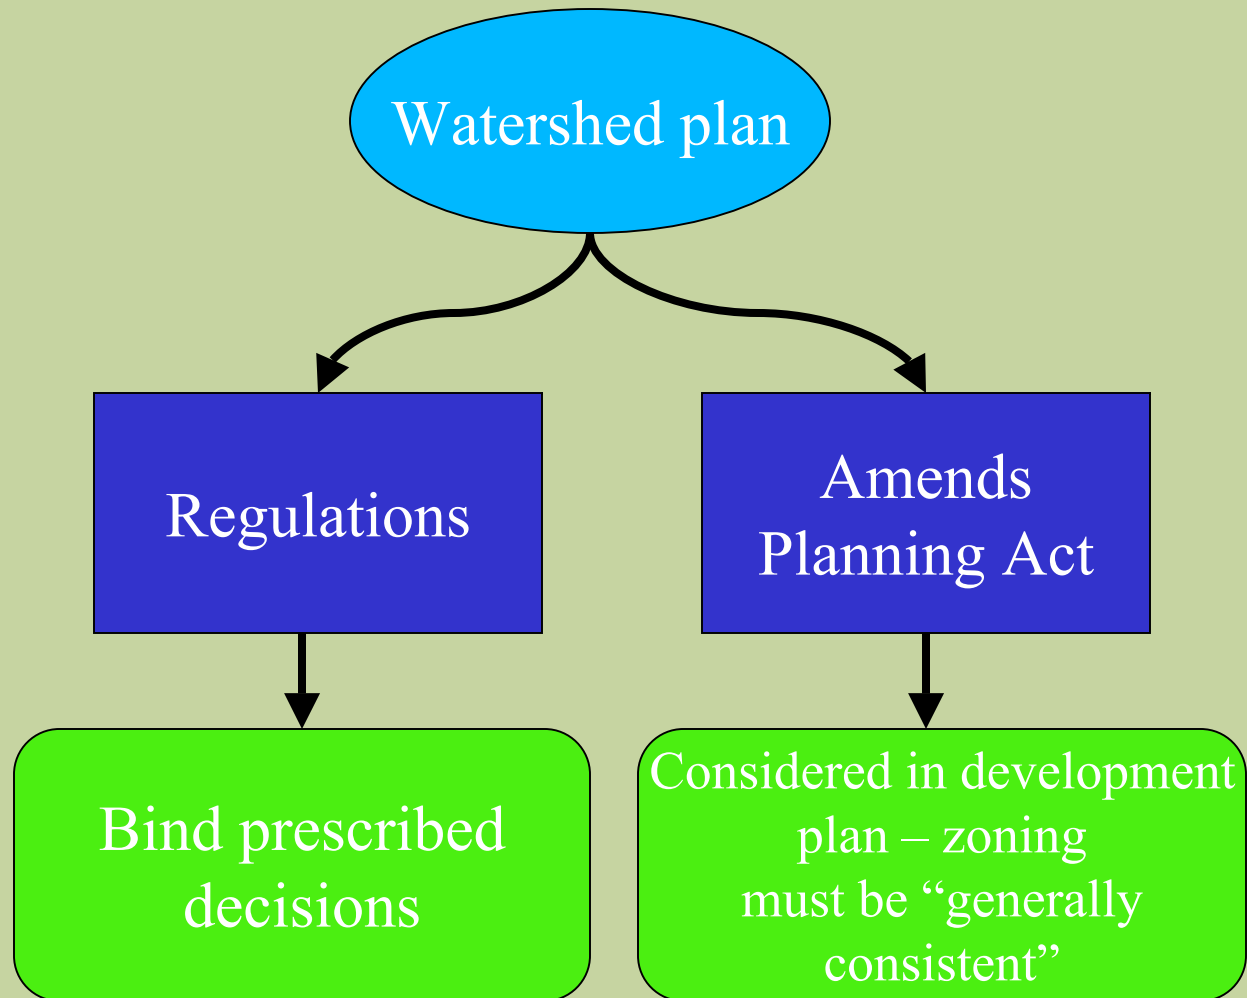 Watershed plan
Regulations
Amends
Planning Act
Bind prescribed
decisions
Considered in development
plan – zoning
must be “generally
consistent”